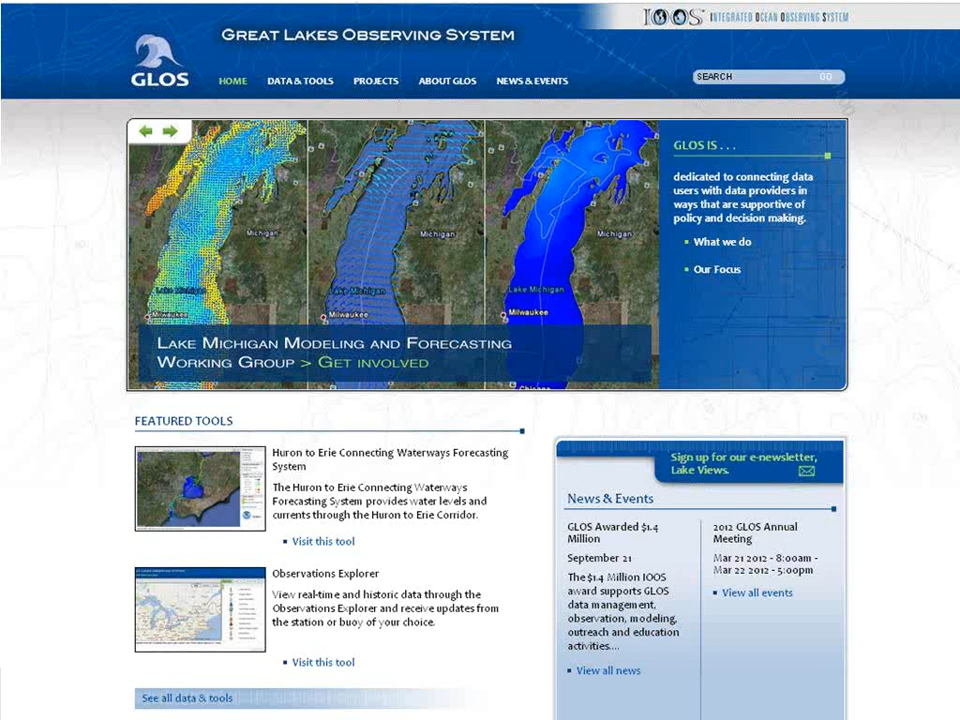 IOOS INTEGRATED OCEAN OBSERVING SYSTEM
GREAT LAKES OBSERVING SYSTEM
GLOS
HOME DATA & TOOLS PROJECTS ABOUT GLOS NEWS & EVENTS
SEARCH GO
GLOS IS . . .
dedicated to connecting data
users with data providers in
ways that are supportive of
policy and decision making.
What we do
Our Focus
Michigan
Lake Michigan
Milwaukee
Michigan
Lake Michigan
Milwaukee
Michigan
Lake Michigan
Milwaukee
Chicago
LAKE MICHIGAN MODELING AND FORECASTING
WORKING GROUP > GET INVOLVED
FEATURED TOOLS
Huron to Erie Connecting Waterways Forecasting
System
The Huron to Erie Connecting Waterways
Forecasting System provides water levels and
currents through the Huron to Erie Corridor.
Visit this tool
Observations Explorer
View real-time and historic data through the
Observations Explorer and receive updates from
the station or buoy of your choice.
Visit this tool
See all data & tools
Sign up for our e-newsletter,
Lake Views.
News & Events
GLOS Awarded $1.4
Million
September 21
The $1.4 Million IOOS
award supports GLOS
data management,
observation, modeling,
outreach and education
activities....
View all news
2012 GLOS Annual
Meeting
Mar 21 2012 - 8:00am -
Mar 22 2012 - 5:00pm
View all events